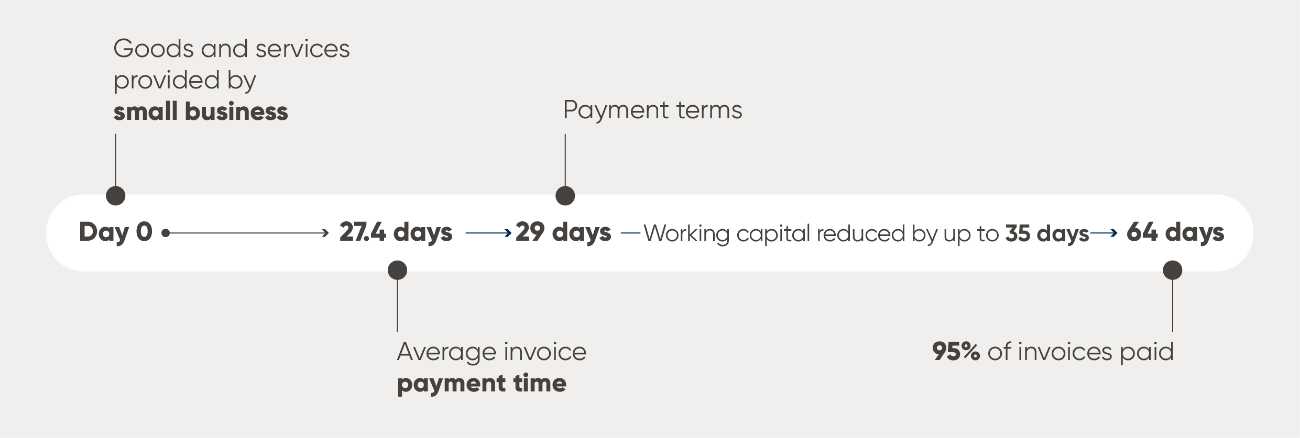 Goods and services
provided by
small business
Payment terms
Day 0 27.4 days 29 days Working capital reduced by up to 35 days 64 days
Average invoice
payment time
95% of invoices paid